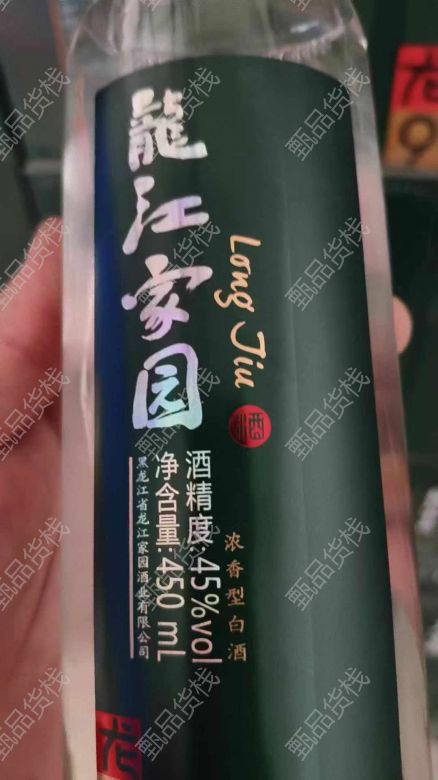 龍江家园
Long Jiu
酒
浓香型白酒
酒精度:45%vol
净含量:450 mL
黑龙江省龙江家园酒业有限公司
9
甄品货栈